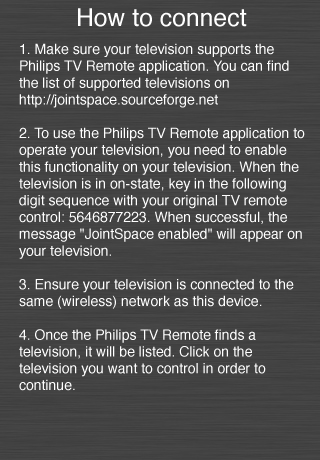 How to connect
1. Make sure your television supports the
Philips TV Remote application. You can find
the list of supported televisions on
http://jointspace.sourceforge.net
2. To use the Philips TV Remote application to
operate your television, you need to enable
this functionality on your television. When the
television is in on-state, key in the following
digit sequence with your original TV remote
control: 5646877223. When successful, the
message "JointSpace enabled" will appear on
your television.
3. Ensure your television is connected to the
same (wireless) network as this device.
4. Once the Philips TV Remote finds a
television, it will be listed. Click on the
television you want to control in order to
continue.